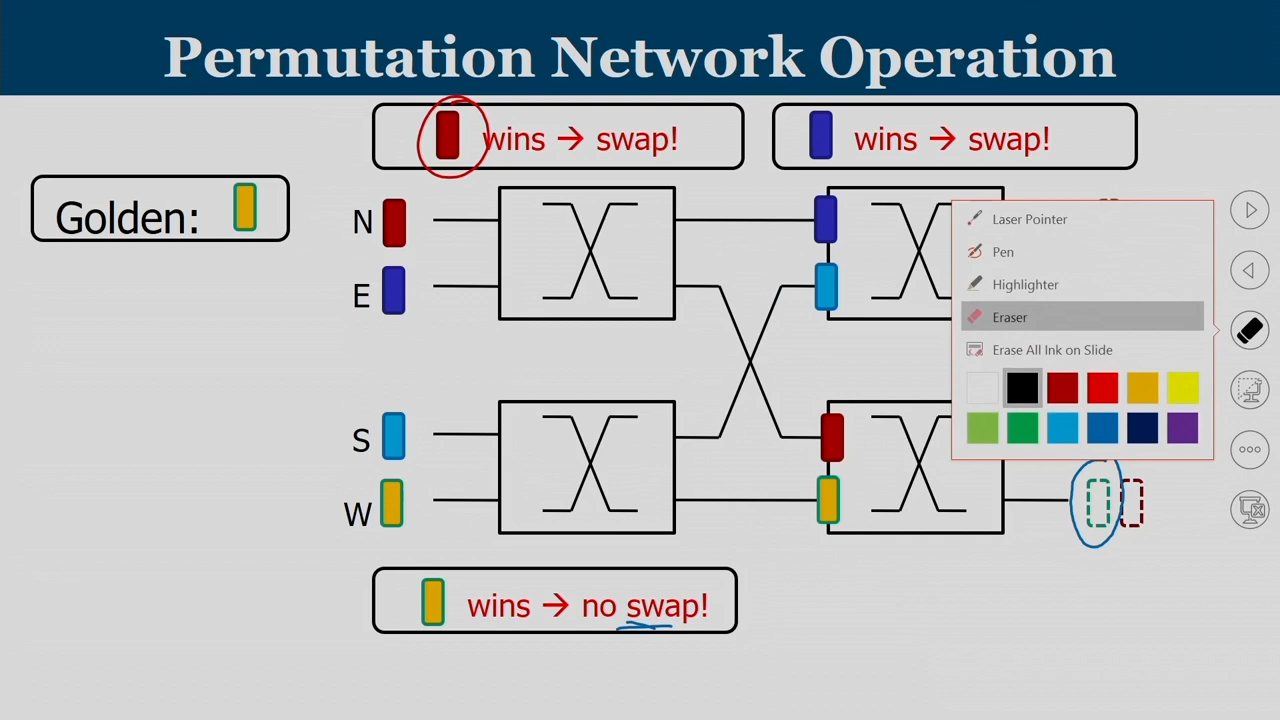 Permutation Network Operation
wins → swap!
wins → swap!
Golden:
N
E
S
W
wins → no swap!
Laser Pointer
Pen
Highlighter
Eraser
Erase All Ink on Slide